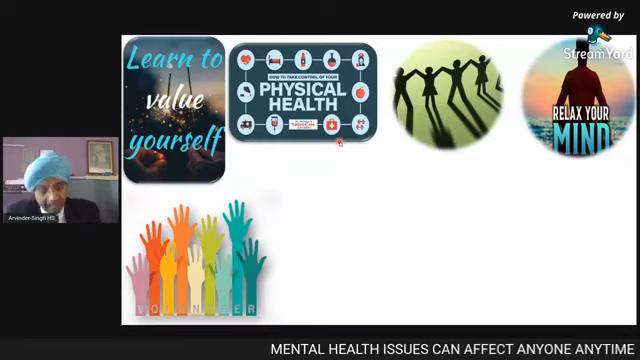 Powered by
StreamYard
Learn to
value
yourself
HOW TO TAKE CONTROL OF YOUR
PHYSICAL
HEALTH
RELAX YOUR
MIND
Arvinder-Singh HS
VOLUNTEER
MENTAL HEALTH ISSUES CAN AFFECT ANYONE ANYTIME